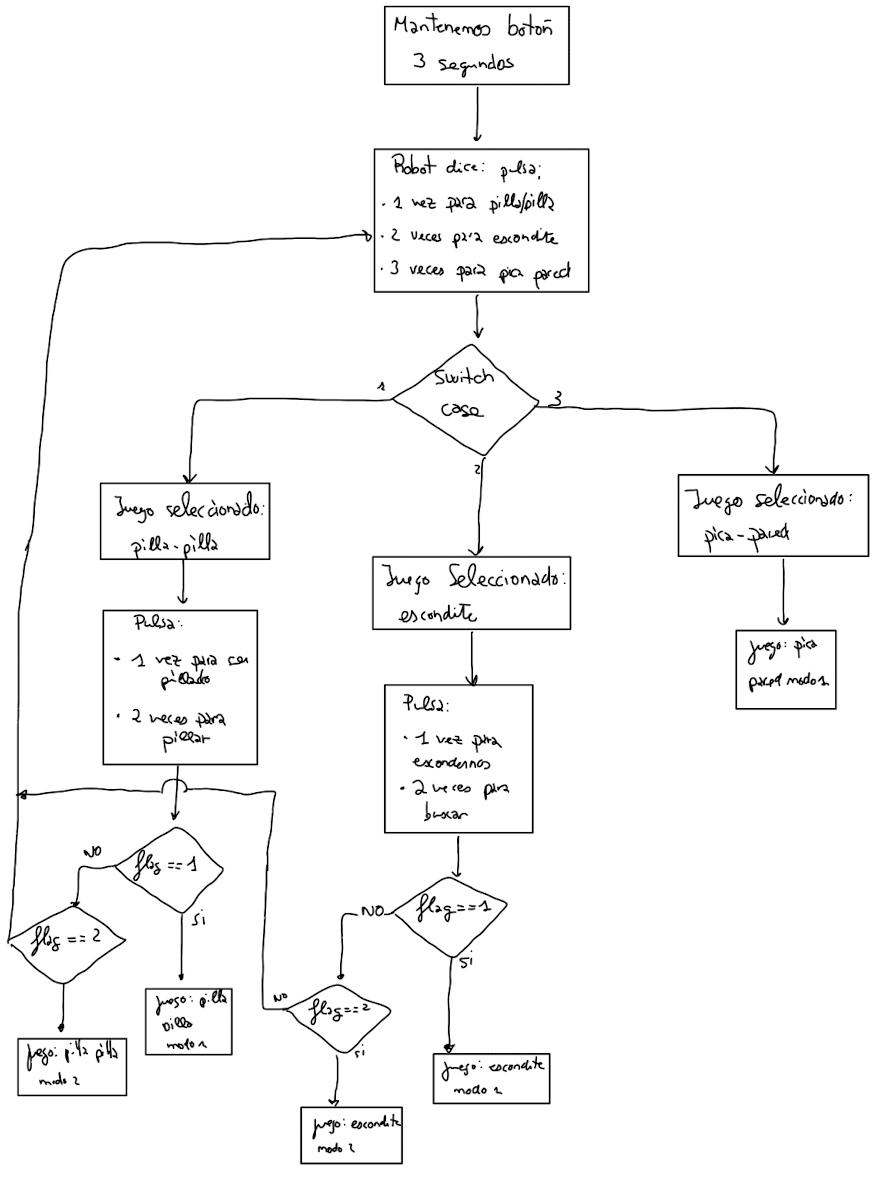 Mantenemos botón
3 segundos
Robot dice: pulsa;
· 1 vez para pilla/pilla
· 2 veces para escondite
· 3 veces para pica pared
Switch
case
1
2
3
Juego seleccionado:
pilla-pilla
Pulsa:
· 1 vez para ser
pillado
· 2 veces para
pillar
flag == 1
NO
si
flag == 2
juego: pilla
pilla
modo 1
juego: pilla pilla
modo 2
Juego Seleccionado:
escondite
Pulsa:
· 1 vez para
escondernos
· 2 veces para
buscar
flag == 1
NO
si
flag == 2
NO
si
juego: escondite
modo 1
juego: escondite
modo 2
Juego seleccionado:
pica-pared
juego: pica
pared modo 1